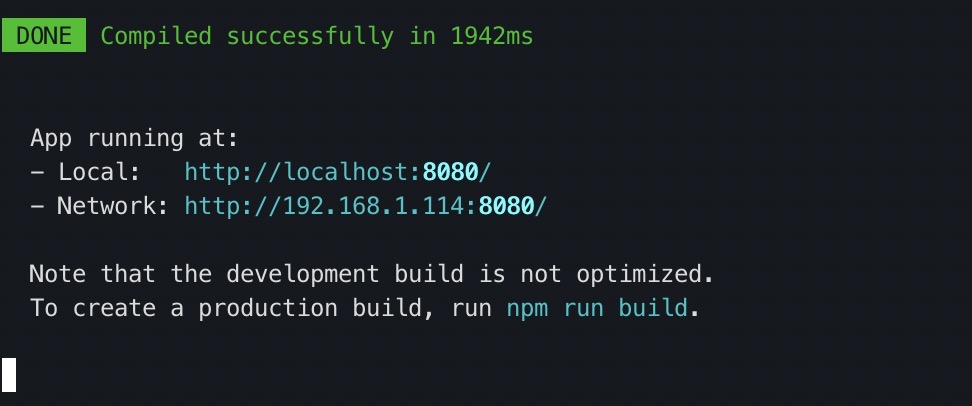 DONE Compiled successfully in 1942ms
App running at:
- Local: http://localhost:8080/
- Network: http://192.168.1.114:8080/
Note that the development build is not optimized.
To create a production build, run npm run build.